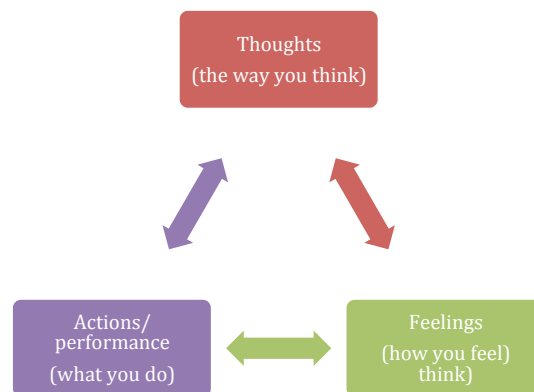 Thoughts
(the way you think)
Actions/
performance
(what you do)
Feelings
(how you feel)
think)